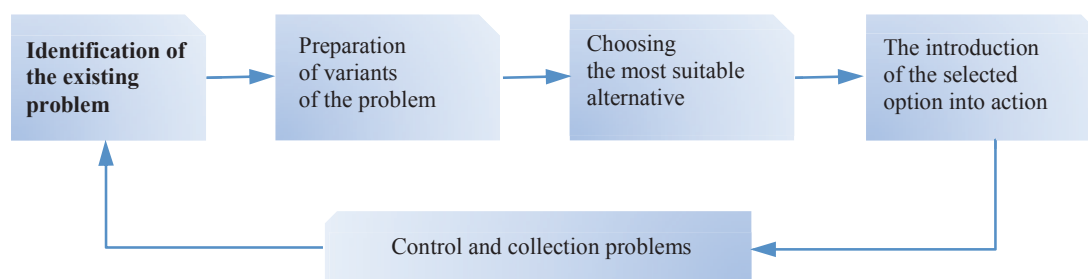 Identification of
the existing
problem
Preparation
of variants
of the problem
Choosing
the most suitable
alternative
The introduction
of the selected
option into action
Control and collection problems